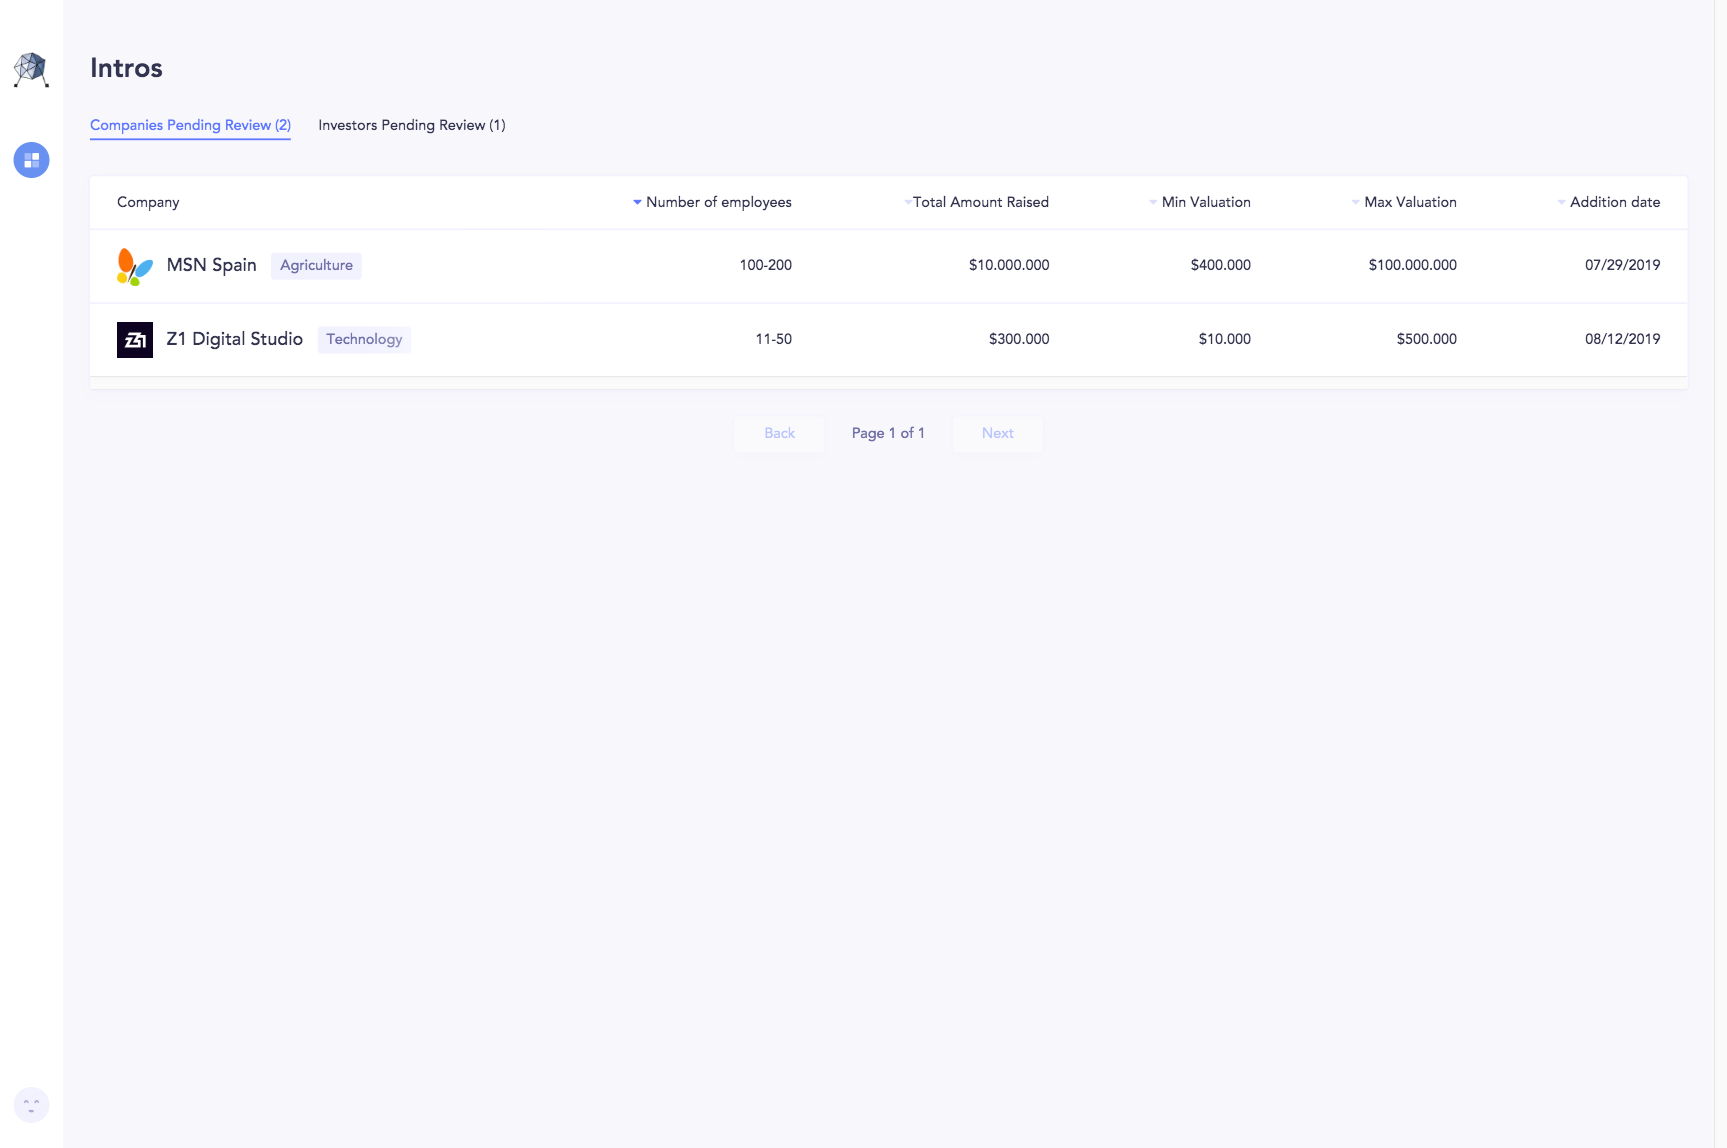 Intros
Companies Pending Review (2) Investors Pending Review (1)
Company Number of employees Total Amount Raised Min Valuation Max Valuation Addition date
MSN Spain Agriculture 100-200 $10.000.000 $400.000 $100.000.000 07/29/2019
Z1 Z1 Digital Studio Technology 11-50 $300.000 $10.000 $500.000 08/12/2019
Back Page 1 of 1 Next